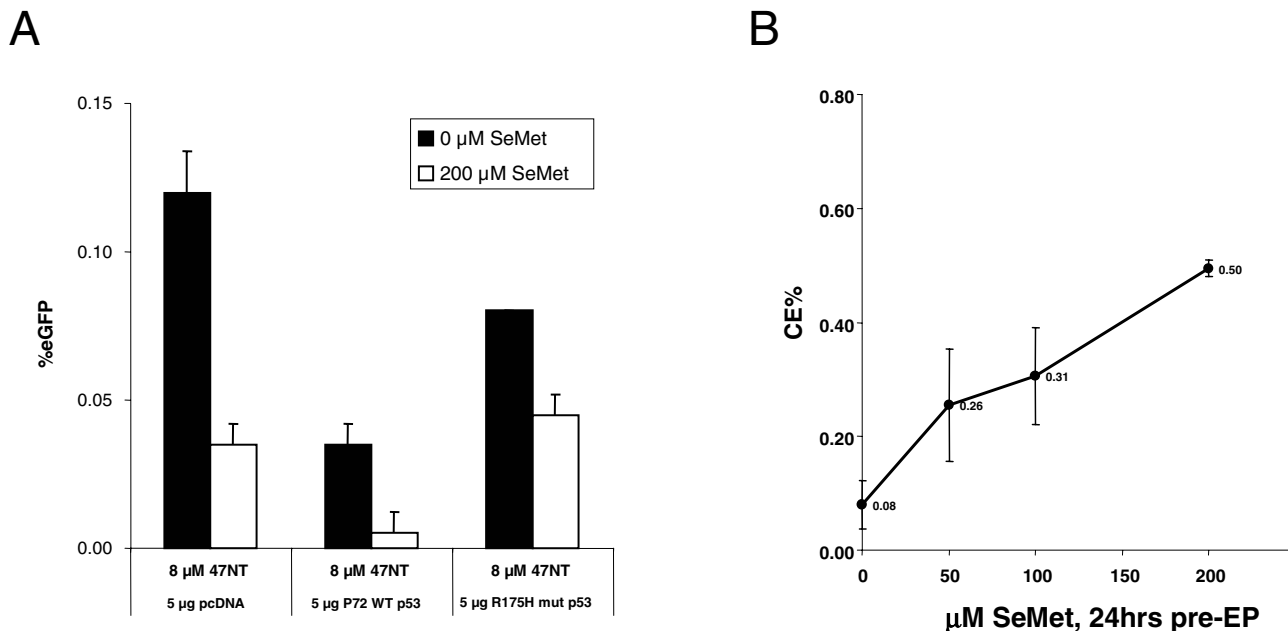 A
0.15
0.10
0.05
0.00
%eGFP
0 µM SeMet
200 µM SeMet
8 µM 47NT
5 µg pcDNA
8 µM 47NT
5 µg P72 WT p53
8 µM 47NT
5 µg R175H mut p53
B
0.80
0.60
0.40
0.20
0.00
CE%
0.08
0.26
0.31
0.50
0 50 100 150 200
µM SeMet, 24hrs pre-EP